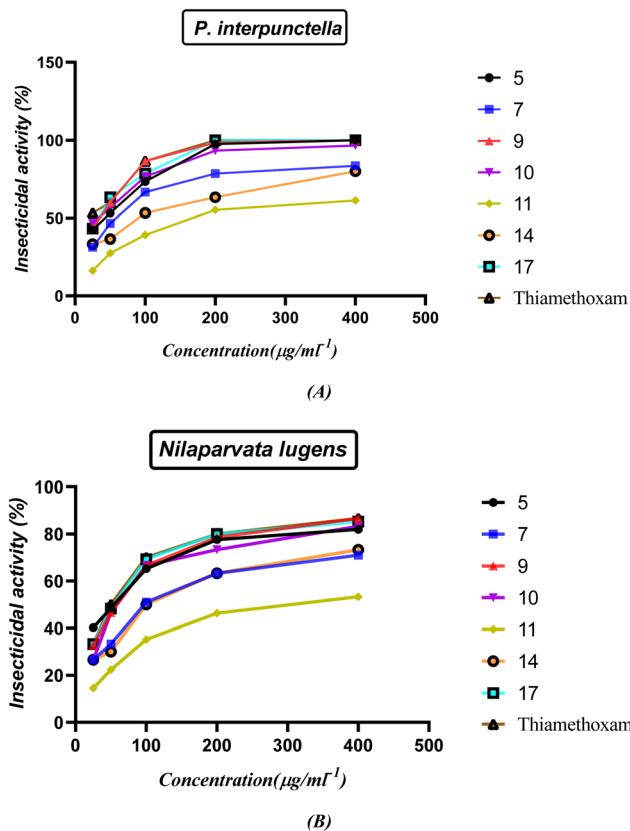 P. interpunctella
Insecticidal activity (%)
150
100
50
0
0 100 200 300 400 500
Concentration(μg/ml⁻¹)
5
7
9
10
11
14
17
Thiamethoxam
(A)
Nilaparvata lugens
Insecticidal activity (%)
100
80
60
40
20
0
0 100 200 300 400 500
Concentration(μg/ml⁻¹)
5
7
9
10
11
14
17
Thiamethoxam
(B)